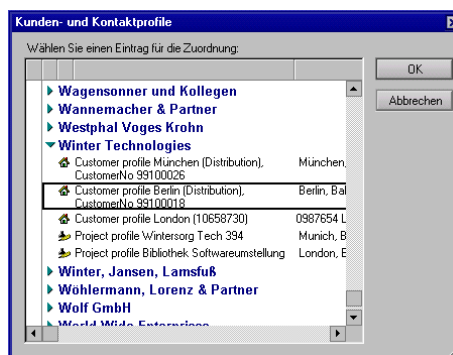 Kunden- und Kontaktprofile
Wählen Sie einen Eintrag für die Zuordnung:
OK
Abbrechen
Wagensonner und Kollegen
Wannemacher & Partner
Westphal Voges Krohn
Winter Technologies
Customer profile München (Distribution), München,
CustomerNo 99100026
Customer profile Berlin (Distribution), Berlin, Bal
CustomerNo 99100018
Customer profile London (10658730) 0987654 L
Project profile Wintersorg Tech 394 Munich, B
Project profile Bibliothek Softwareumstellung London, E
Winter, Jansen, Lamsfuß
Wöhlermann, Lorenz & Partner
Wolf GmbH
World Wide Enterprises